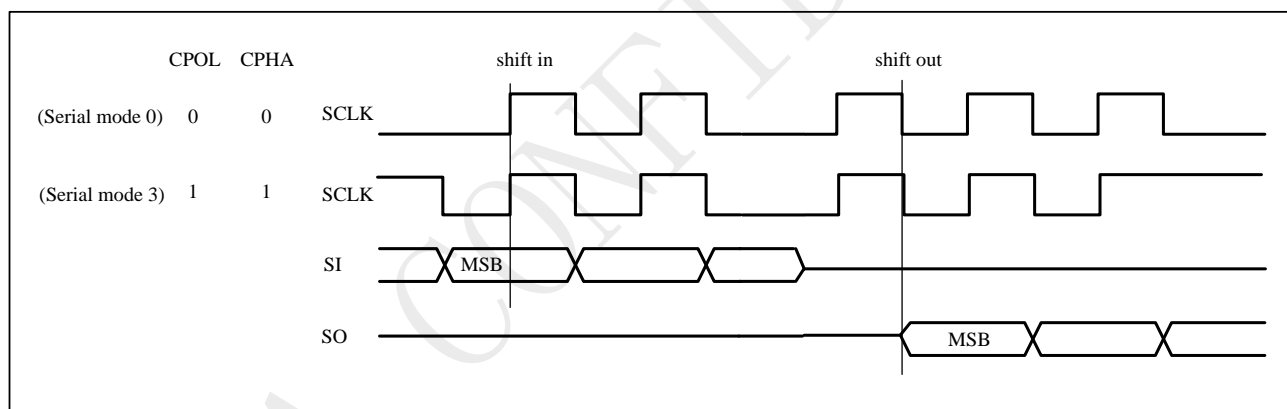 CPOL CPHA shift in shift out
(Serial mode 0) 0 0 SCLK
(Serial mode 3) 1 1 SCLK
SI MSB
SO MSB